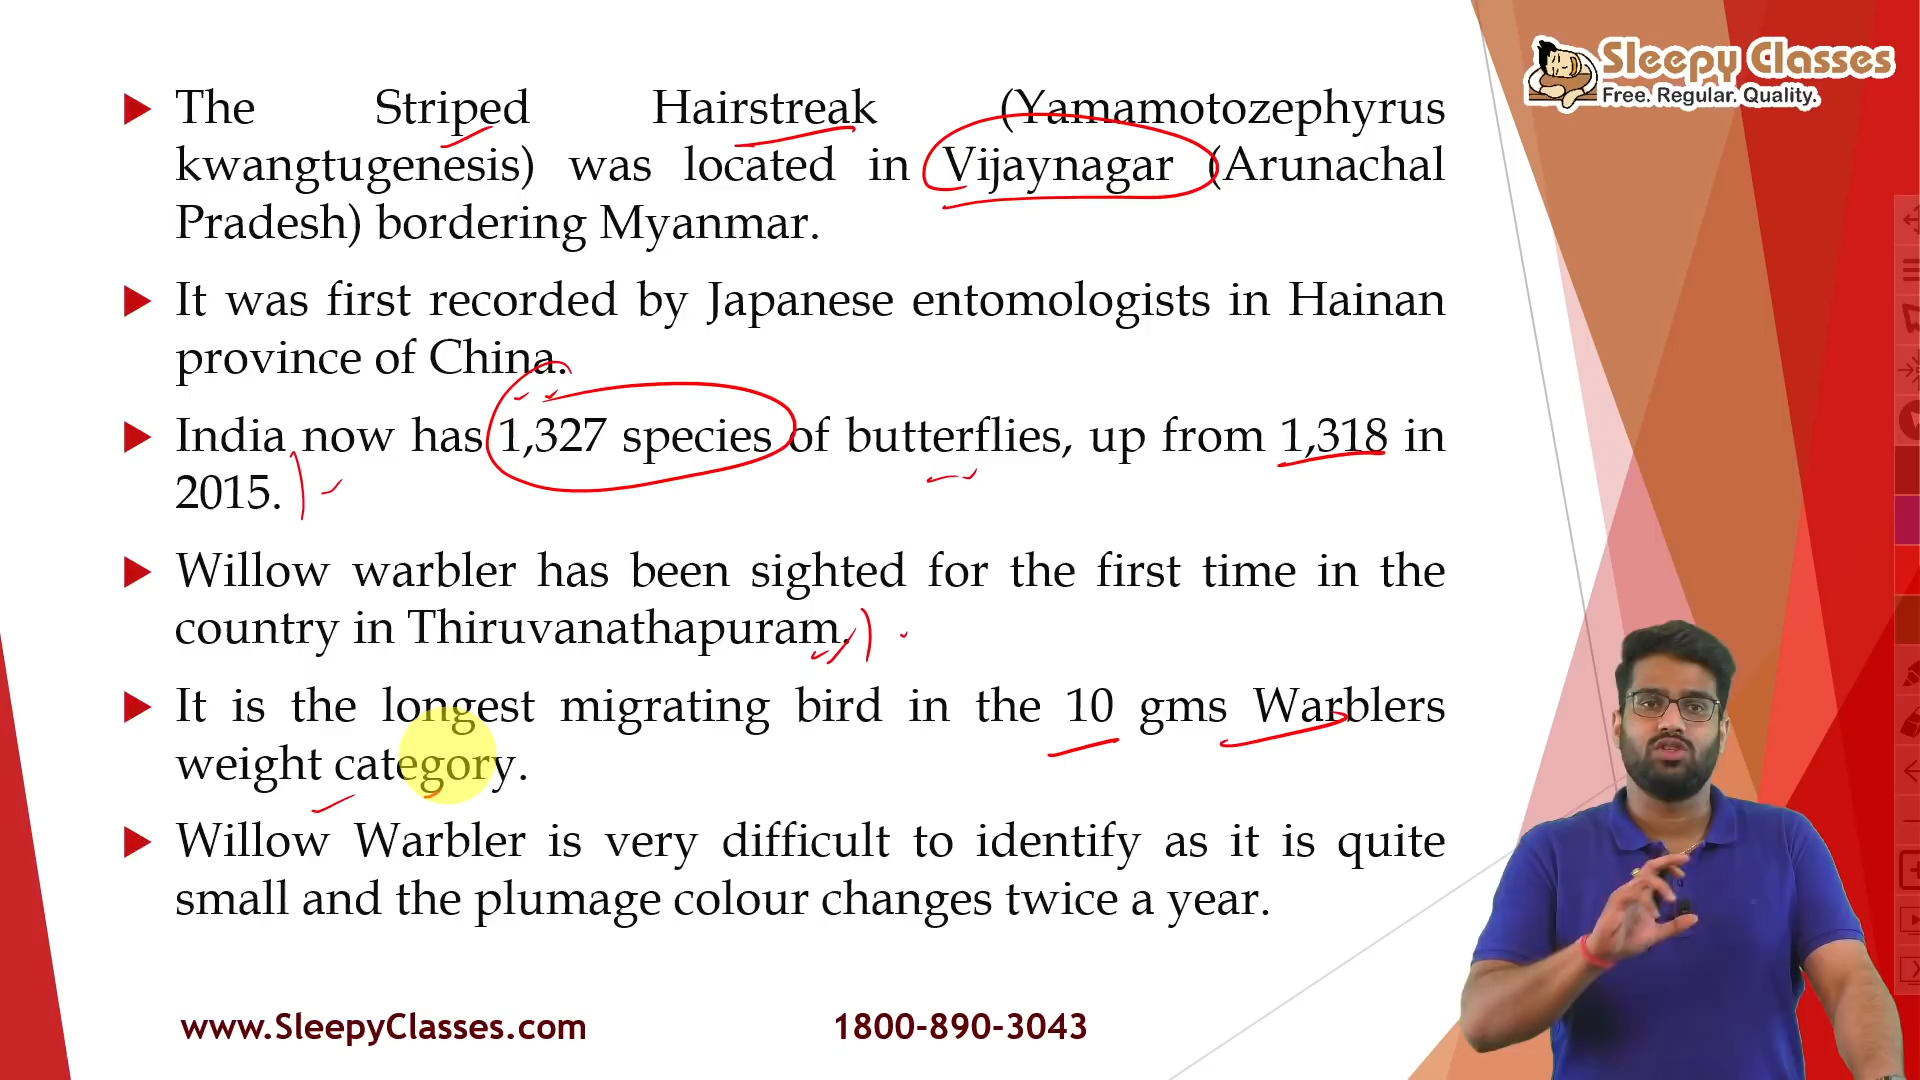 Sleepy Classes
Free. Regular. Quality.
The Striped Hairstreak (Yamamotozephyrus
kwangtugenesis) was located in Vijaynagar (Arunachal
Pradesh) bordering Myanmar.
It was first recorded by Japanese entomologists in Hainan
province of China.
India now has 1,327 species of butterflies, up from 1,318 in
2015.
Willow warbler has been sighted for the first time in the
country in Thiruvanathapuram.
It is the longest migrating bird in the 10 gms Warblers
weight category.
Willow Warbler is very difficult to identify as it is quite
small and the plumage colour changes twice a year.
www.SleepyClasses.com
1800-890-3043